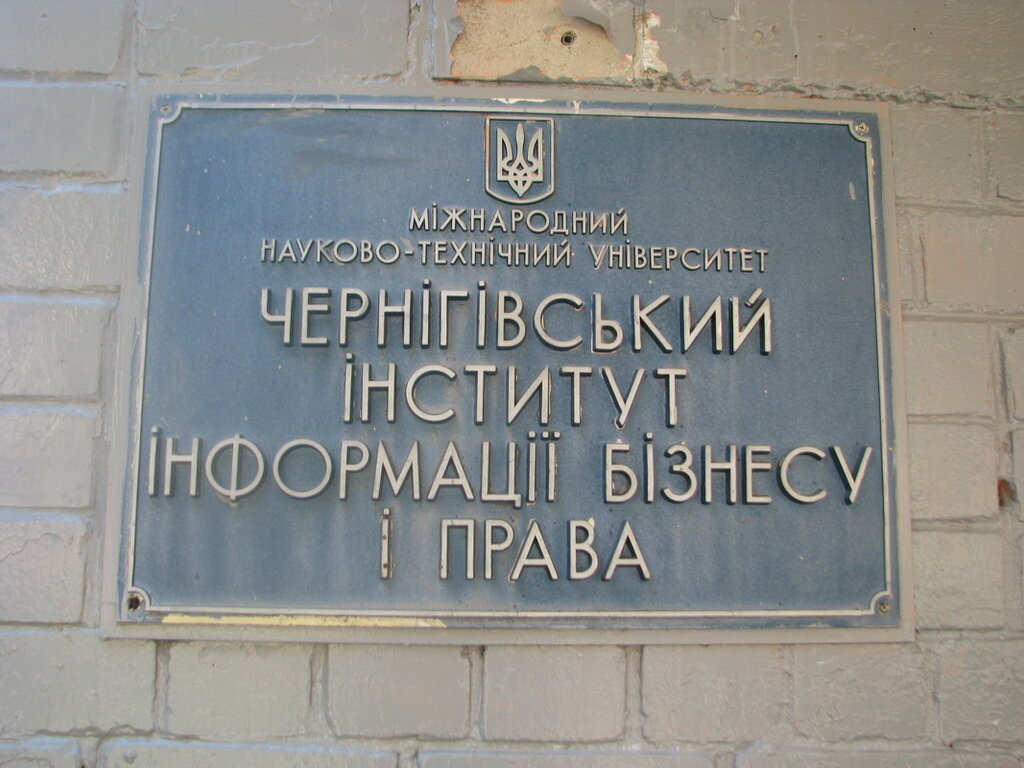 МІЖНАРОДНИЙ
НАУКОВО-ТЕХНІЧНИЙ УНІВЕРСИТЕТ
ЧЕРНІГІВСЬКИЙ
ІНСТИТУТ
ІНФОРМАЦІЇ БІЗНЕСУ
І ПРАВА